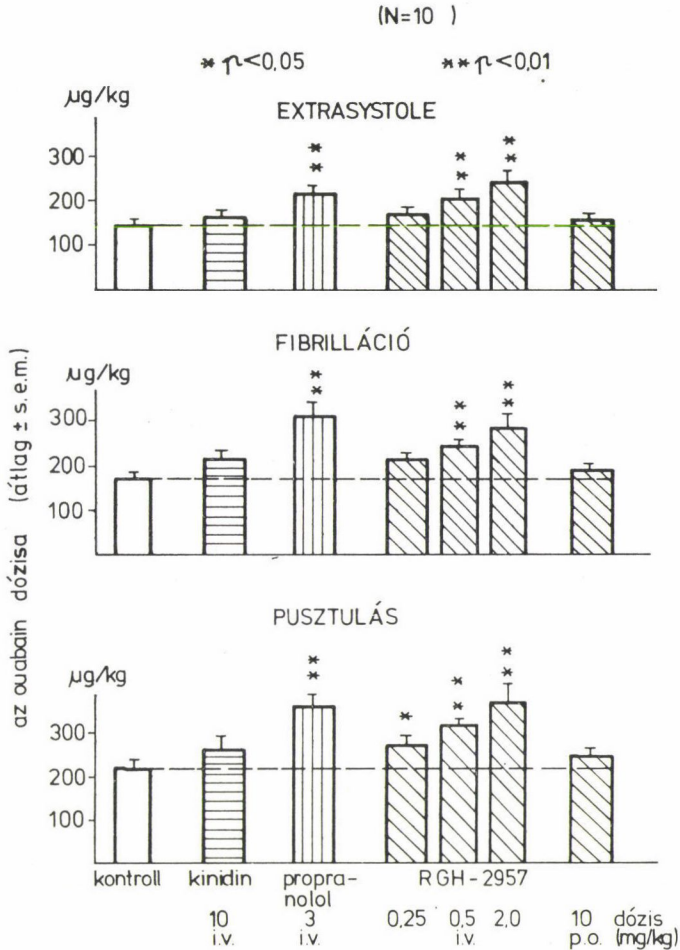 (N=10 )
* p<0,05 ** p<0,01
µg/kg
EXTRASYSTOLE
300
200
100
* *
* *
* *
FIBRILLÁCIÓ
µg/kg
300
200
100
* *
* *
* *
az ouabain dózisa (átlag ± s.e.m.)
PUSZTULÁS
µg/kg
300
200
100
* *
*
* *
* *
kontroll kinidin propra- RGH-2957
nolol
10 3 0,25 0,5 2,0 10 dózis
i.v. i.v. i.v. p.o. (mg/kg)